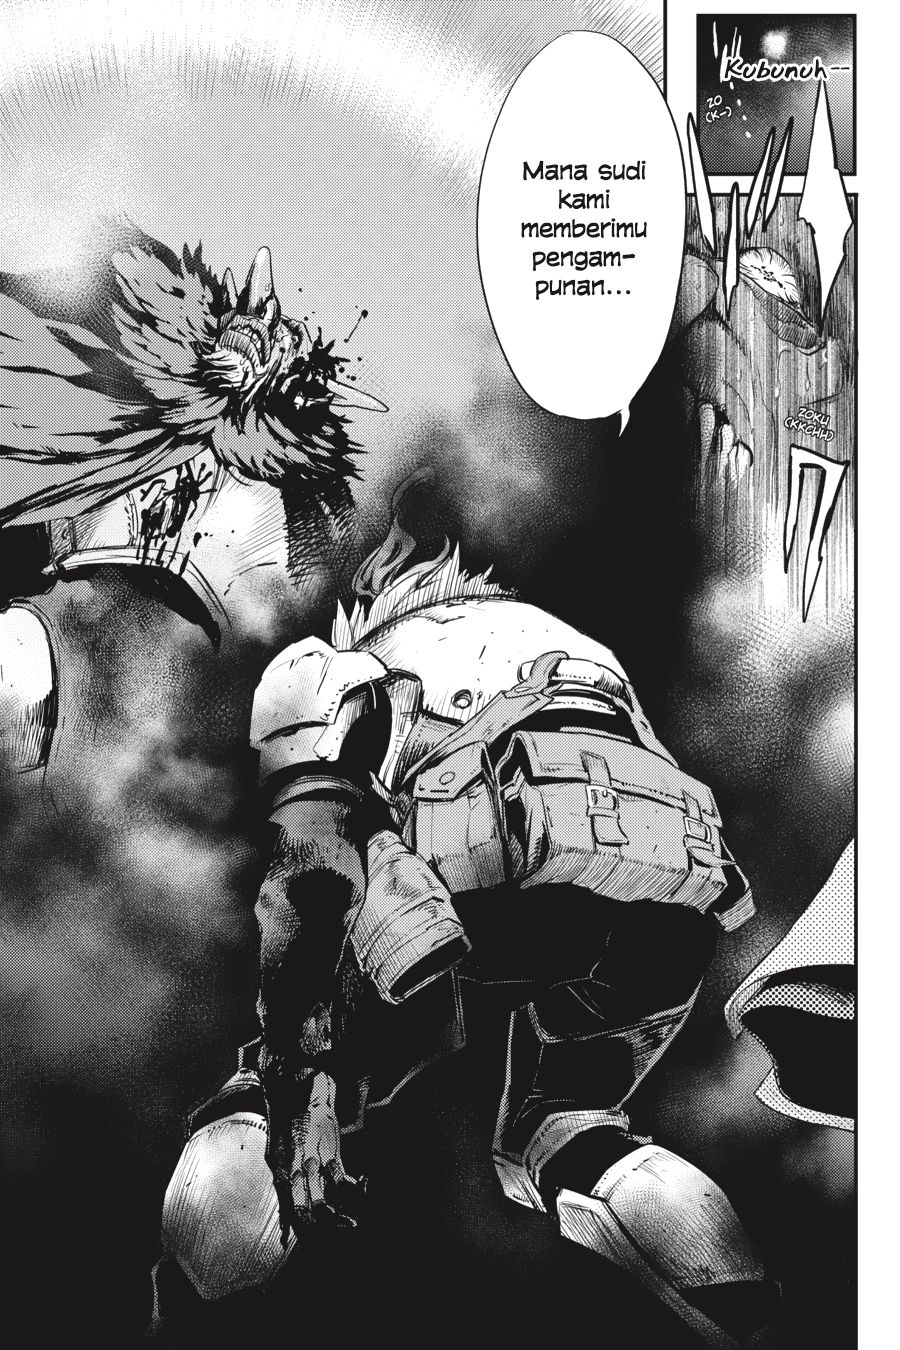 Kubunuh--
ZO
(K-)
Mana sudi
kami
memberimu
pengam-
punan...
ZOKU
(KKCHH)